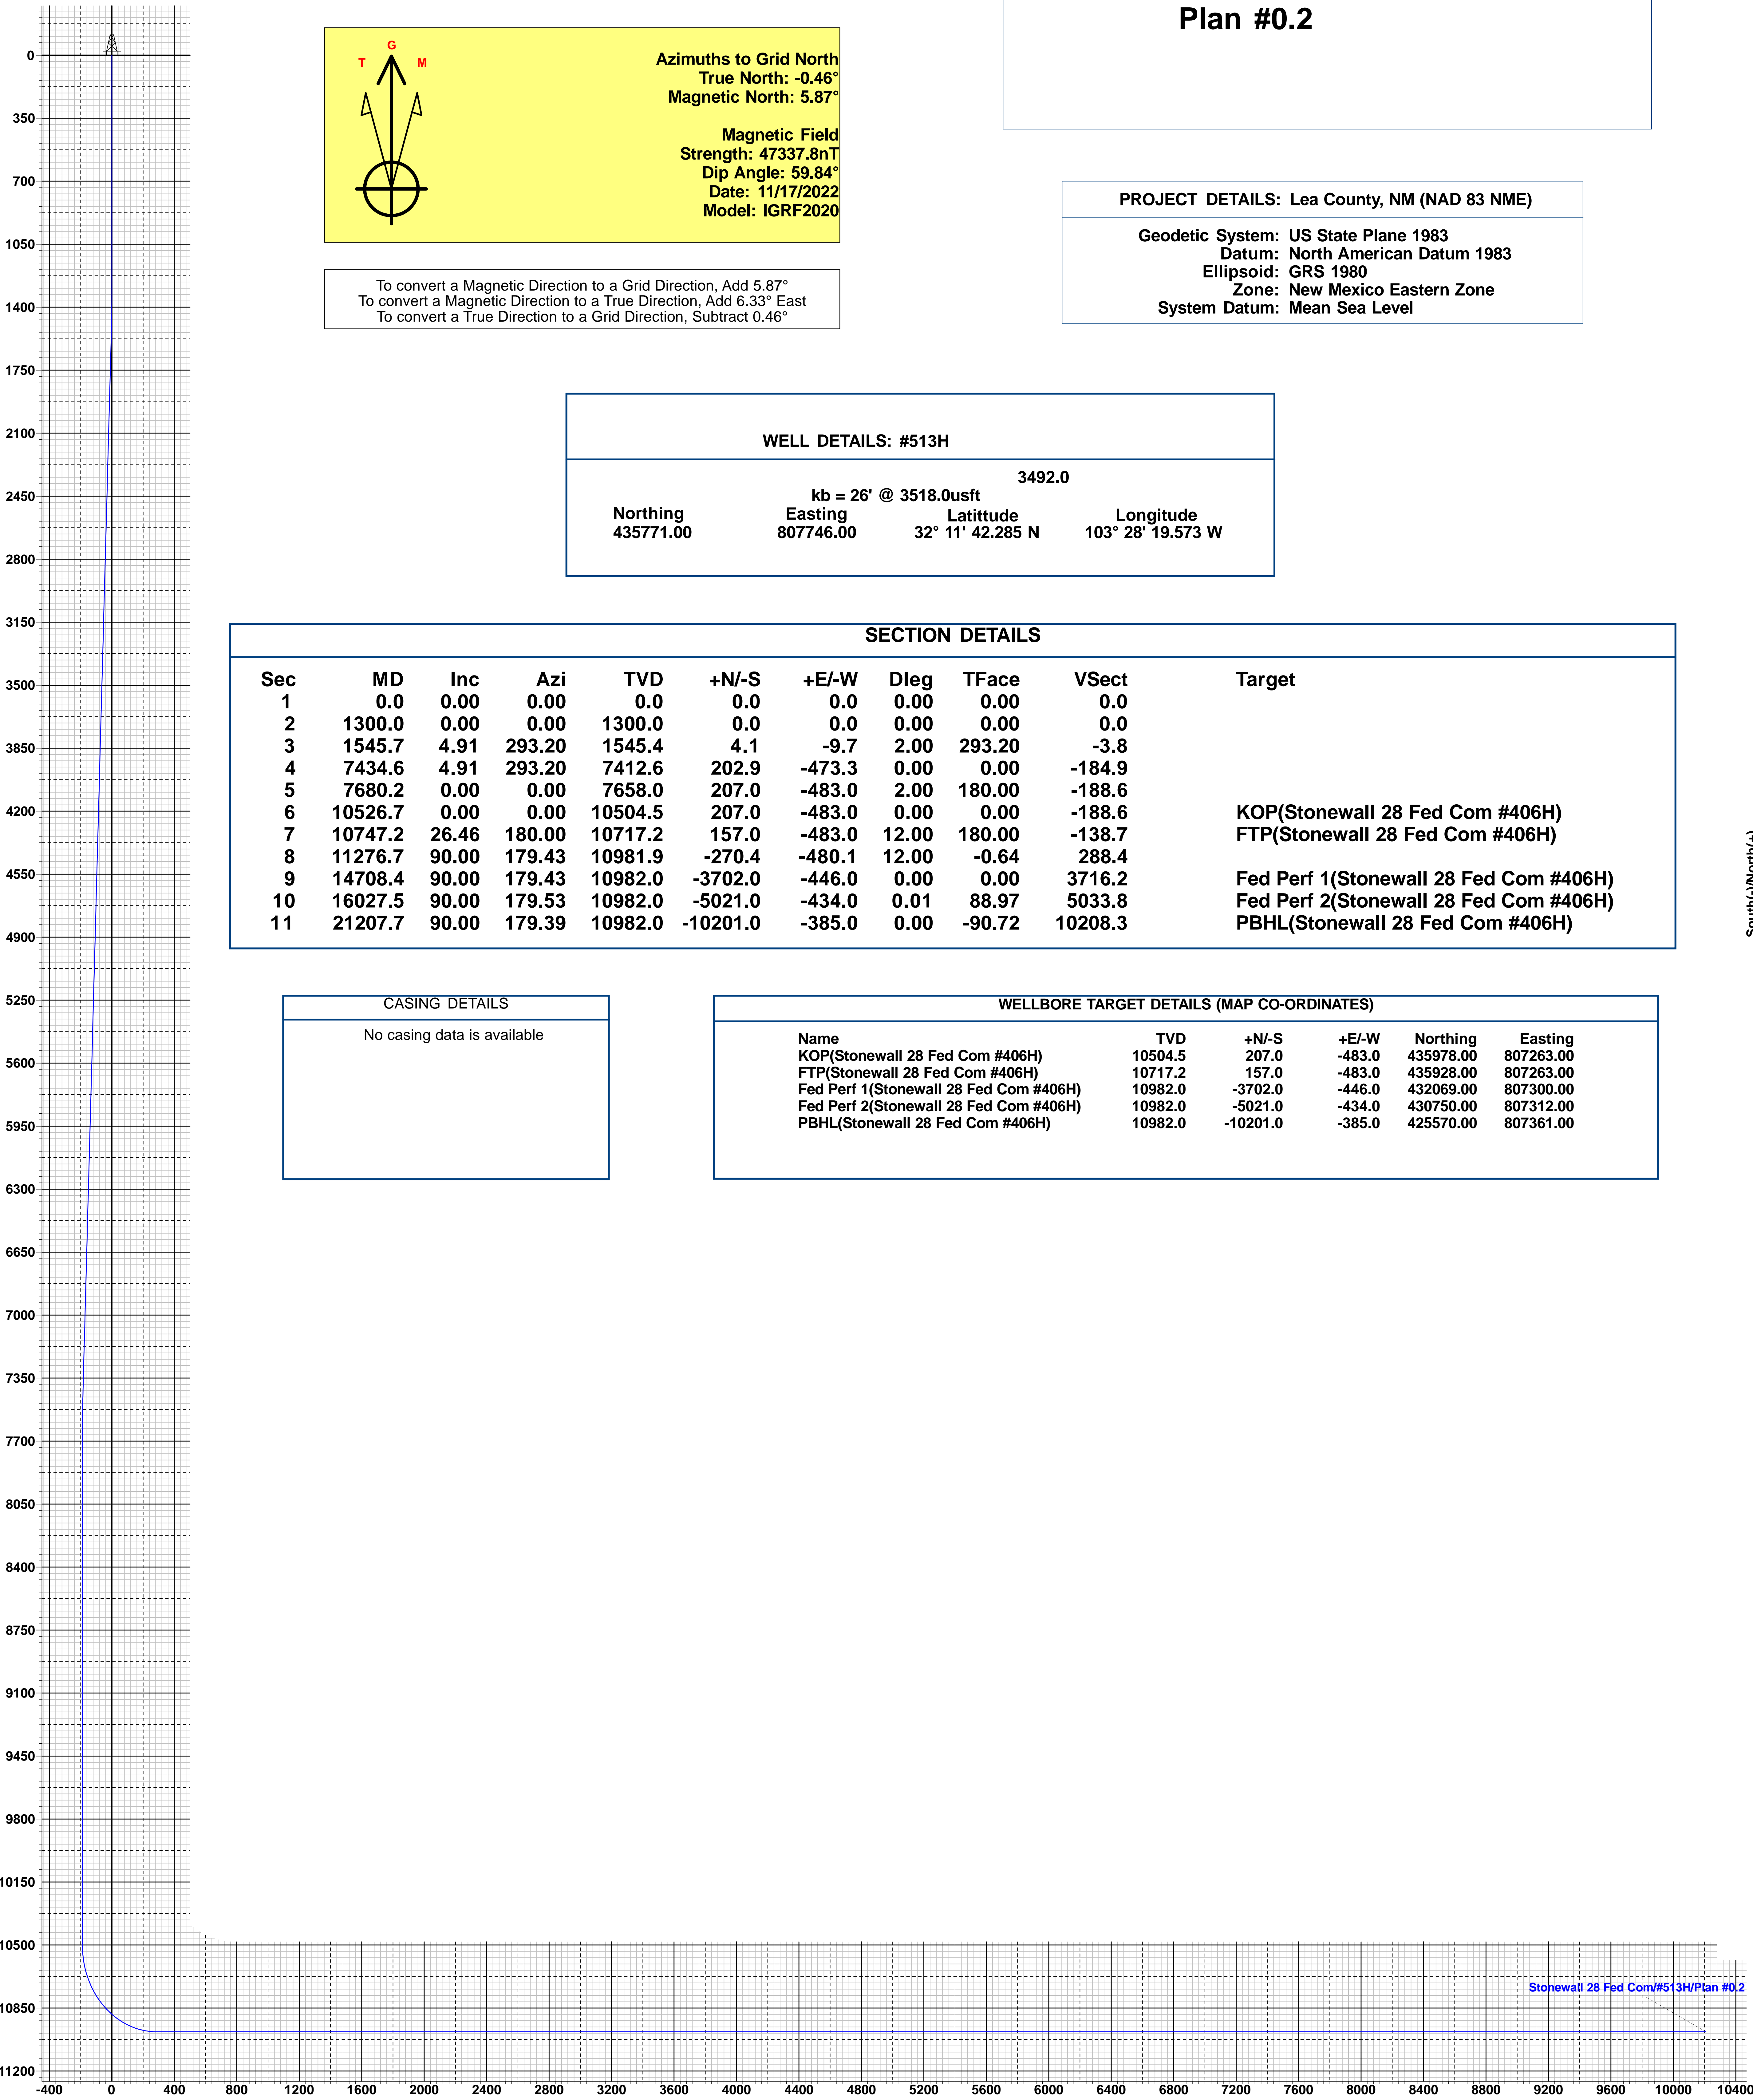 Plan #0.2
G
T M
Azimuths to Grid North
True North: -0.46°
Magnetic North: 5.87°
Magnetic Field
Strength: 47337.8nT
Dip Angle: 59.84°
Date: 11/17/2022
Model: IGRF2020
To convert a Magnetic Direction to a Grid Direction, Add 5.87°
To convert a Magnetic Direction to a True Direction, Add 6.33° East
To convert a True Direction to a Grid Direction, Subtract 0.46°
PROJECT DETAILS: Lea County, NM (NAD 83 NME)
Geodetic System: US State Plane 1983
Datum: North American Datum 1983
Ellipsoid: GRS 1980
Zone: New Mexico Eastern Zone
System Datum: Mean Sea Level
WELL DETAILS: #513H
3492.0
kb = 26' @ 3518.0usft
Northing Easting Latittude Longitude
435771.00 807746.00 32° 11' 42.285 N 103° 28' 19.573 W
SECTION DETAILS
Sec MD Inc Azi TVD +N/-S +E/-W Dleg TFace VSect Target
1 0.0 0.00 0.00 0.0 0.0 0.0 0.00 0.00 0.0
2 1300.0 0.00 0.00 1300.0 0.0 0.0 0.00 0.00 0.0
3 1545.7 4.91 293.20 1545.4 4.1 -9.7 2.00 293.20 -3.8
4 7434.6 4.91 293.20 7412.6 202.9 -473.3 0.00 0.00 -184.9
5 7680.2 0.00 0.00 7658.0 207.0 -483.0 2.00 180.00 -188.6
6 10526.7 0.00 0.00 10504.5 207.0 -483.0 0.00 0.00 -188.6 KOP(Stonewall 28 Fed Com #406H)
7 10747.2 26.46 180.00 10717.2 157.0 -483.0 12.00 180.00 -138.7 FTP(Stonewall 28 Fed Com #406H)
8 11276.7 90.00 179.43 10981.9 -270.4 -480.1 12.00 -0.64 288.4
9 14708.4 90.00 179.43 10982.0 -3702.0 -446.0 0.00 0.00 3716.2 Fed Perf 1(Stonewall 28 Fed Com #406H)
10 16027.5 90.00 179.53 10982.0 -5021.0 -434.0 0.01 88.97 5033.8 Fed Perf 2(Stonewall 28 Fed Com #406H)
11 21207.7 90.00 179.39 10982.0 -10201.0 -385.0 0.00 -90.72 10208.3 PBHL(Stonewall 28 Fed Com #406H)
CASING DETAILS
No casing data is available
WELLBORE TARGET DETAILS (MAP CO-ORDINATES)
Name TVD +N/-S +E/-W Northing Easting
KOP(Stonewall 28 Fed Com #406H) 10504.5 207.0 -483.0 435978.00 807263.00
FTP(Stonewall 28 Fed Com #406H) 10717.2 157.0 -483.0 435928.00 807263.00
Fed Perf 1(Stonewall 28 Fed Com #406H) 10982.0 -3702.0 -446.0 432069.00 807300.00
Fed Perf 2(Stonewall 28 Fed Com #406H) 10982.0 -5021.0 -434.0 430750.00 807312.00
PBHL(Stonewall 28 Fed Com #406H) 10982.0 -10201.0 -385.0 425570.00 807361.00
0
350
700
1050
1400
1750
2100
2450
2800
3150
3500
3850
4200
4550
4900
5250
5600
5950
6300
6650
7000
7350
7700
8050
8400
8750
9100
9450
9800
10150
10500
10850
11200
Stonewall 28 Fed Com/#513H/Plan #0.2
-400 0 400 800 1200 1600 2000 2400 2800 3200 3600 4000 4400 4800 5200 5600 6000 6400 6800 7200 7600 8000 8400 8800 9200 9600 10000 10400